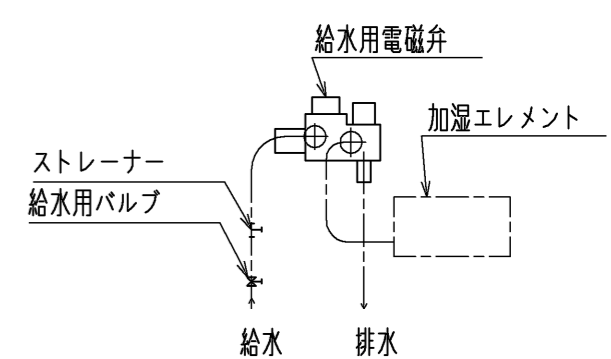 給水用電磁弁
加湿エレメント
ストレーナー
給水用バルブ
給水
排水